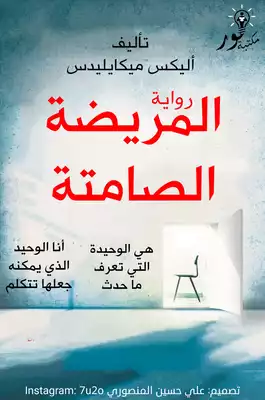 مكتبة نور
تأليف
أليكس ميكايليدس
رواية
المريضة
الصامتة
هي الوحيدة
التي تعرف
ما حدث
أنا الوحيد
الذي يمكنه
جعلها تتكلم
تصميم: علي حسين المنصوري Instagram: 7u2o